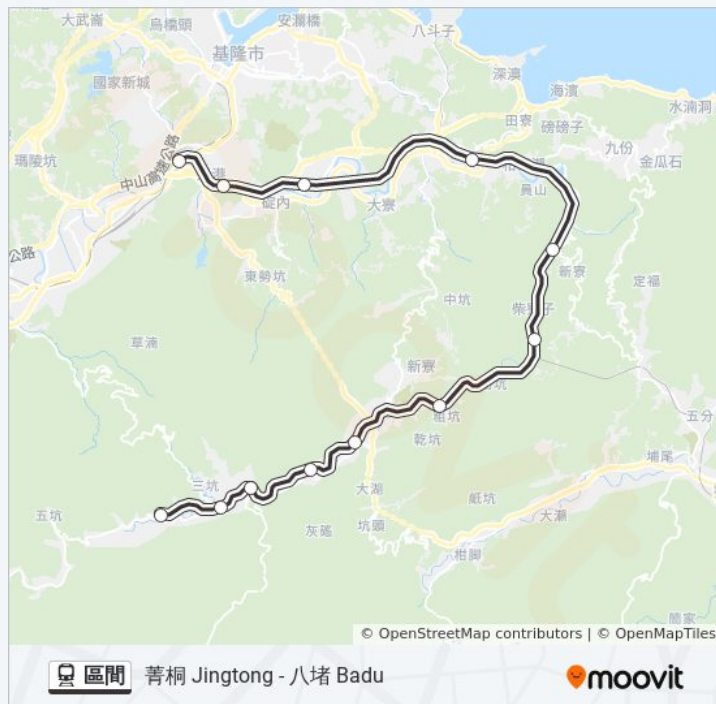 大武崙
烏橋頭
安瀾橋
八斗子
基隆市
國家新城
深澳
海濱
水湳洞
田寮
磅磅子
九份
金瓜石
瑪陵坑
中山高速公路
碇內
大寮
員山
公路
東勢坑
新寮
定福
中坑
草湳
新寮
五分
粗坑
乾坑
埔尾
三坑
大湖
紙坑
五坑
灰窯
坑頭
大瀨
柑腳
© OpenStreetMap contributors | © OpenMapTiles
區間 菁桐 Jingtong - 八堵 Badu
moovit